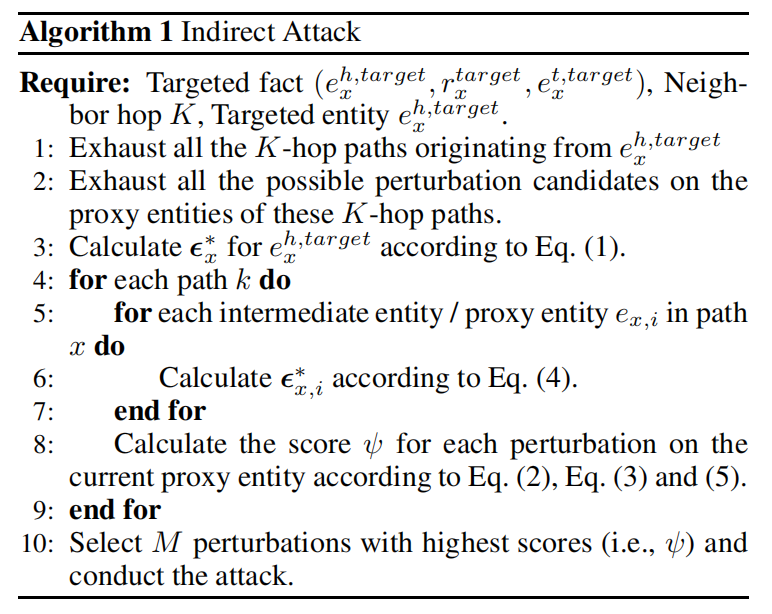 Algorithm 1 Indirect Attack
Require: Targeted fact $(e_x^{h,target}, r_x^{target}, e_x^{t,target})$, Neigh-
bor hop $K$, Targeted entity $e_x^{h,target}$.
1: Exhaust all the $K$-hop paths originating from $e_x^{h,target}$
2: Exhaust all the possible perturbation candidates on the
proxy entities of these $K$-hop paths.
3: Calculate $\boldsymbol{\epsilon}_x^*$ for $e_x^{h,target}$ according to Eq. (1).
4: for each path $k$ do
5: for each intermediate entity / proxy entity $e_{x,i}$ in path
$x$ do
6: Calculate $\boldsymbol{\epsilon}_{x,i}^*$ according to Eq. (4).
7: end for
8: Calculate the score $\psi$ for each perturbation on the
current proxy entity according to Eq. (2), Eq. (3) and (5).
9: end for
10: Select $M$ perturbations with highest scores (i.e., $\psi$) and
conduct the attack.